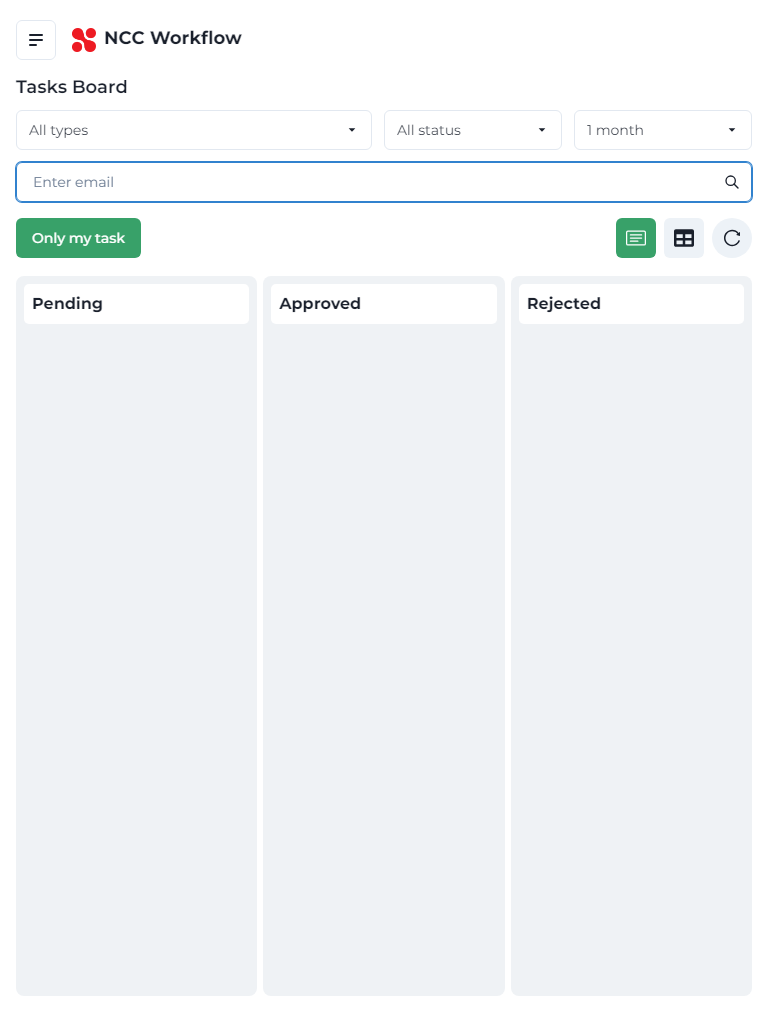 NCC Workflow
Tasks Board
All types
All status
1 month
Enter email
Only my task
Pending
Approved
Rejected